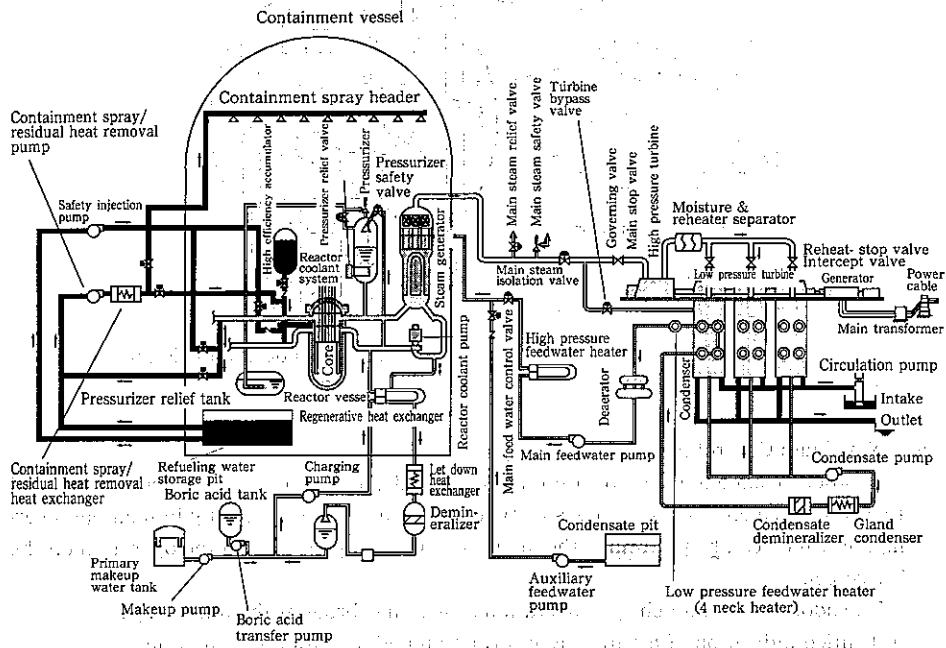 Containment vessel
Containment spray header
Containment spray/
residual heat removal
pump
Safety injection
pump
High efficiency accumulator
Pressurizer relief valve
Pressurizer
Pressurizer
safety valve
Steam generator
Reactor
coolant
system
Core
Reactor vessel
Pressurizer relief tank
Regenerative heat exchanger
Reactor coolant pump
Containment spray/
residual heat removal
heat exchanger
Refueling water
storage pit
Boric acid tank
Charging
pump
Let down
heat
exchanger
Demin-
eralizer
Primary
makeup
water tank
Makeup pump
Boric acid
transfer pump
Main steam relief valve
Main steam safety valve
Turbine
bypass
valve
Governing valve
Main stop valve
High pressure turbine
Moisture &
reheater separator
Reheat- stop valve
Intercept valve
Low pressure turbine
Generator
Power
cable
Main transformer
Main steam
isolation valve
Main feed water control valve
High pressure
feedwater heater
Deaerator
Condenser
Circulation pump
Intake
Outlet
Main feedwater pump
Condensate pump
Condensate pit
Condensate
demineralizer
Gland
condenser
Auxiliary
feedwater
pump
Low pressure feedwater heater
(4 neck heater)